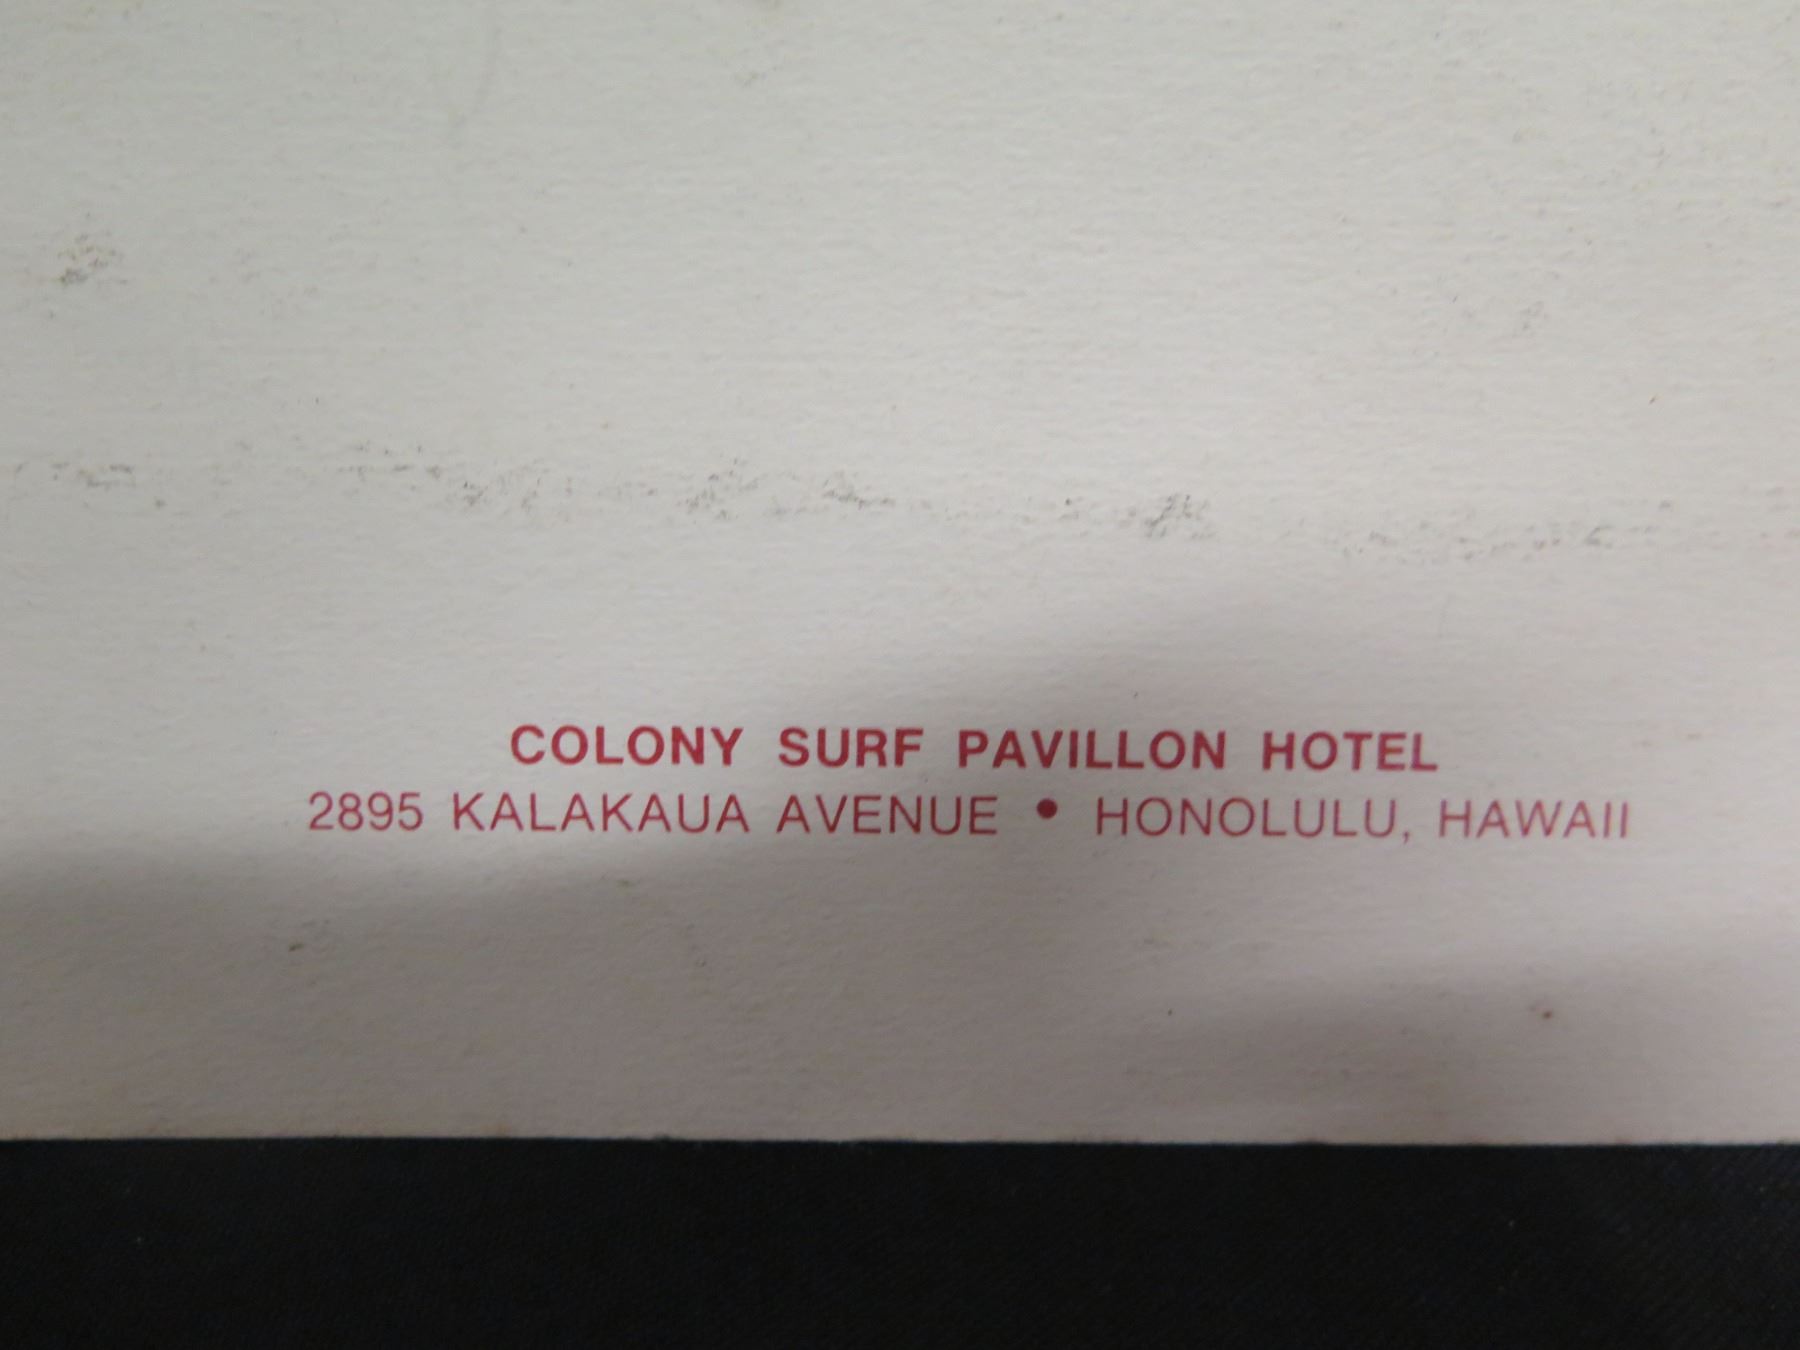 COLONY SURF PAVILLON HOTEL
2895 KALAKAUA AVENUE • HONOLULU, HAWAII